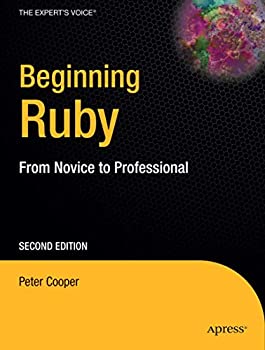 THE EXPERT'S VOICE®
Beginning
Ruby
From Novice to Professional
SECOND EDITION
Peter Cooper
Apress®